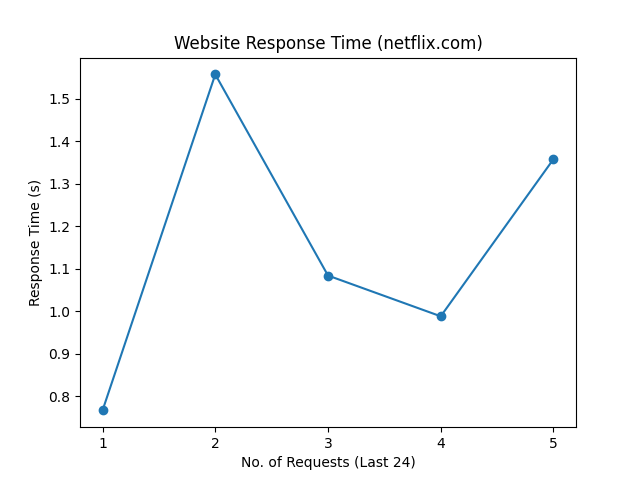 Website Response Time (netflix.com)
1.5
1.4
1.3
1.2
1.1
1.0
0.9
0.8
Response Time (s)
1 2 3 4 5
No. of Requests (Last 24)